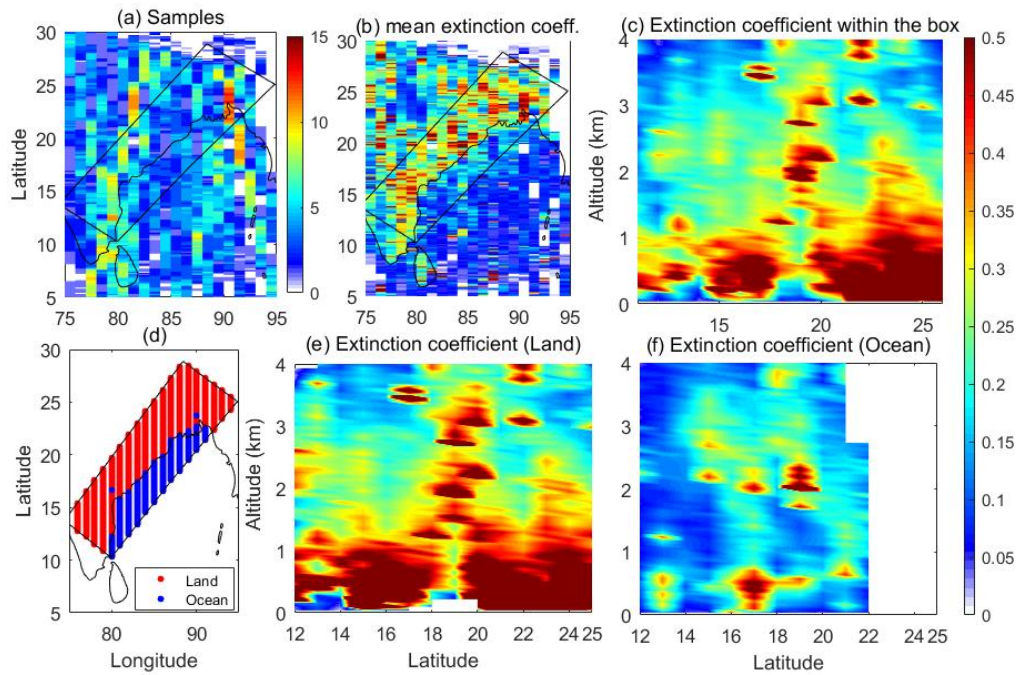 (a) Samples
(b) mean extinction coeff.
(c) Extinction coefficient within the box
30
25
20
15
10
5
Latitude
75 80 85 90 95
15
10
5
0
30
25
20
15
10
5
75 80 85 90 95
4
3
2
1
0
Altitude (km)
15 20 25
0.5
0.45
0.4
0.35
0.3
0.25
0.2
0.15
0.1
0.05
0
(d)
(e) Extinction coefficient (Land)
(f) Extinction coefficient (Ocean)
30
25
20
15
10
5
Latitude
80 90
Longitude
Land
Ocean
4
3
2
1
0
Altitude (km)
12 14 16 18 20 22 24 25
Latitude
4
3
2
1
0
12 14 16 18 20 22 24 25
Latitude